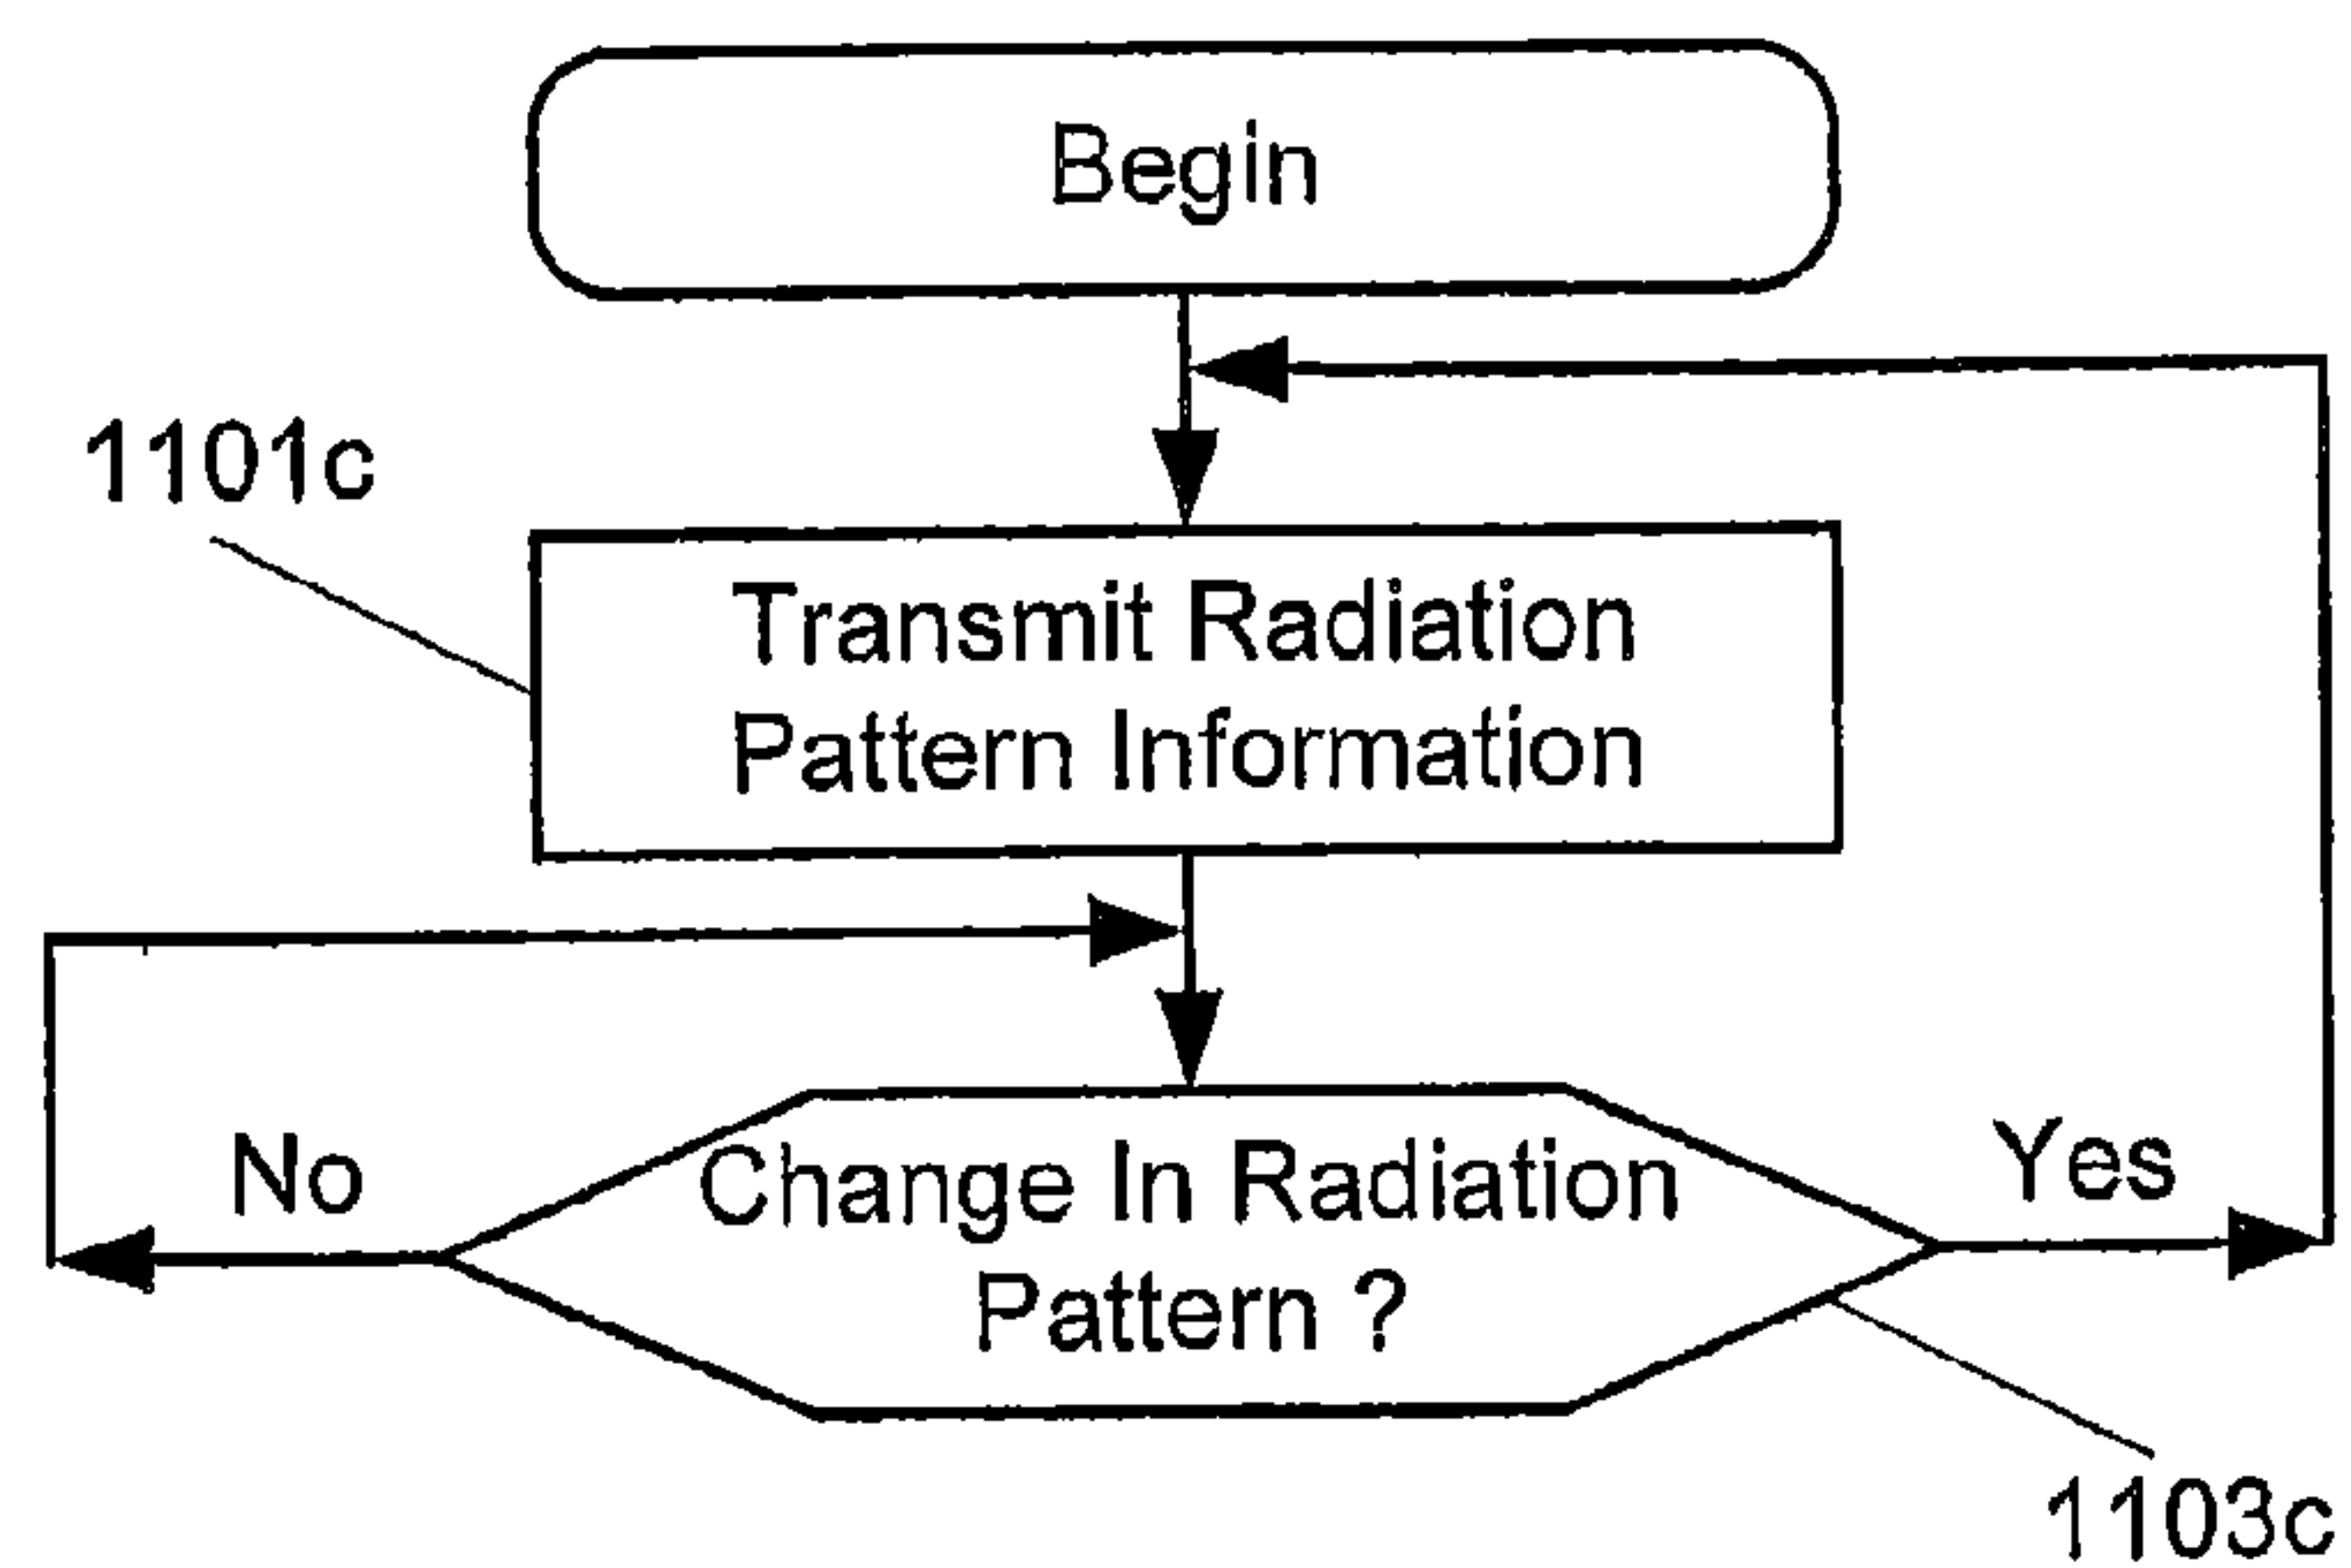 Begin
1101c
Transmit Radiation
Pattern Information
No
Change In Radiation
Pattern ?
Yes
1103c